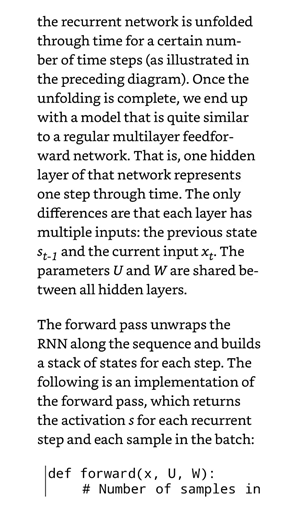 the recurrent network is unfolded
through time for a certain num-
ber of time steps (as illustrated in
the preceding diagram). Once the
unfolding is complete, we end up
with a model that is quite similar
to a regular multilayer feedfor-
ward network. That is, one hidden
layer of that network represents
one step through time. The only
differences are that each layer has
multiple inputs: the previous state
st-1 and the current input xt. The
parameters U and W are shared be-
tween all hidden layers.
The forward pass unwraps the
RNN along the sequence and builds
a stack of states for each step. The
following is an implementation of
the forward pass, which returns
the activation s for each recurrent
step and each sample in the batch:
def forward(x, U, W):
# Number of samples in